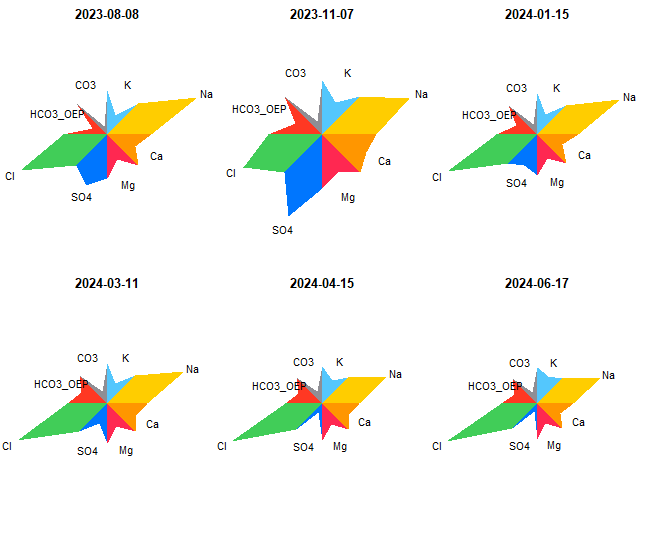 2023-08-08
2023-11-07
2024-01-15
CO3 K
Na
HCO3_OEP
Ca
Cl
Mg
SO4
CO3 K
Na
HCO3_OEP
Ca
Cl
Mg
SO4
CO3 K
Na
HCO3_OEP
Ca
Cl
Mg
SO4
2024-03-11
2024-04-15
2024-06-17
CO3 K
Na
HCO3_OEP
Ca
Cl
Mg
SO4
CO3 K
Na
HCO3_OEP
Ca
Cl
Mg
SO4
CO3 K
Na
HCO3_OEP
Ca
Cl
Mg
SO4